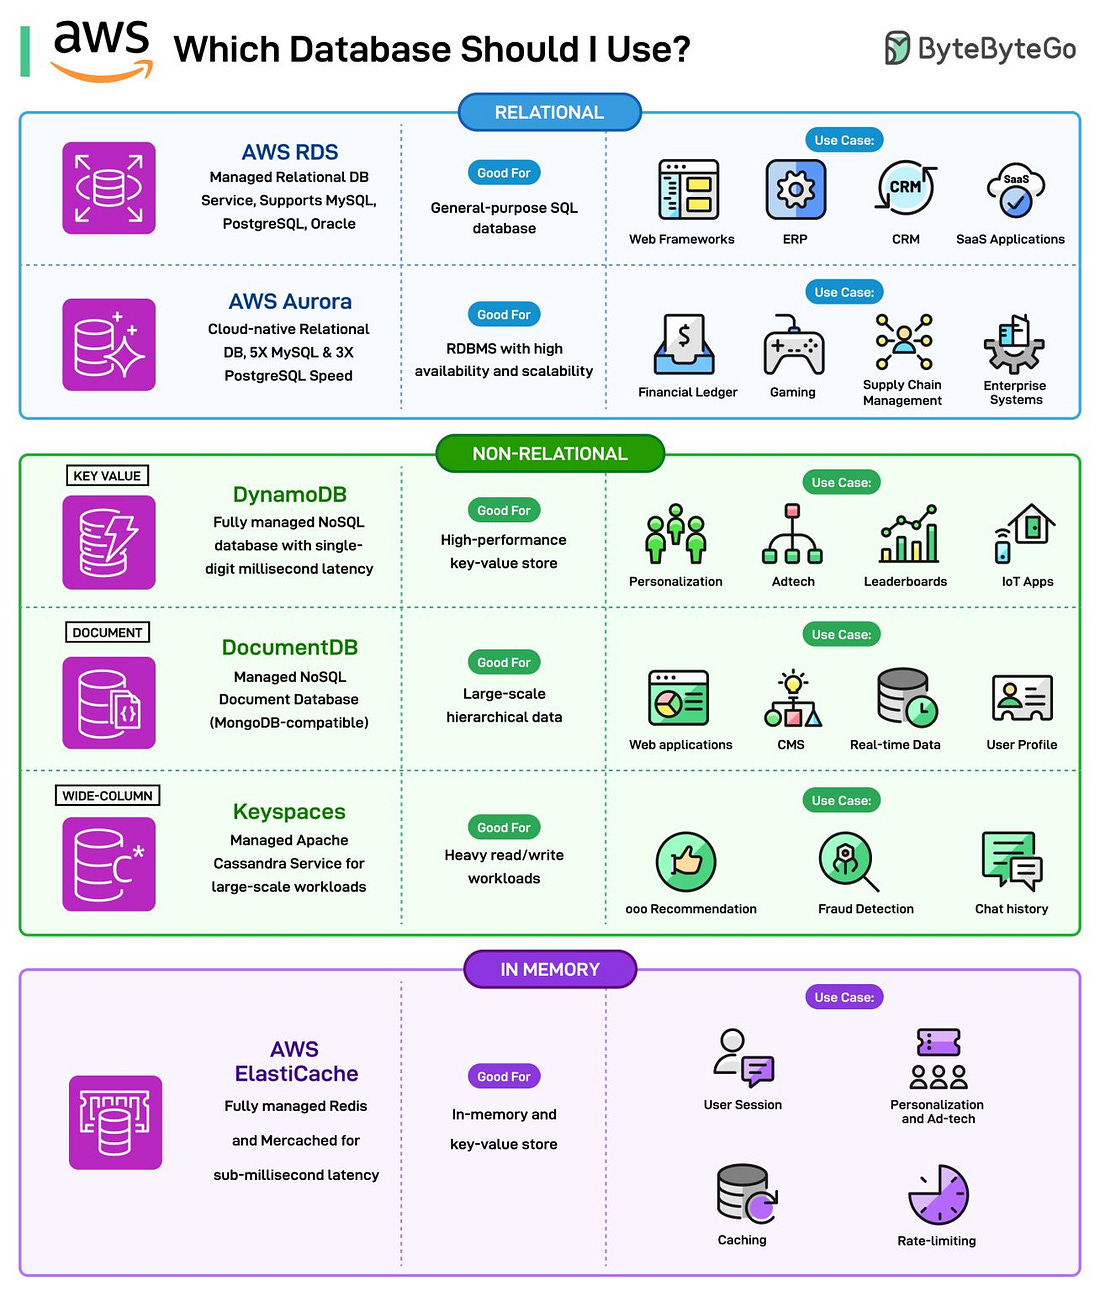 aws Which Database Should I Use?
ByteByteGo
RELATIONAL
AWS RDS
Managed Relational DB
Service, Supports MySQL,
PostgreSQL, Oracle
Good For
General-purpose SQL
database
Use Case:
Web Frameworks
ERP
CRM
CRM
SaaS
SaaS Applications
AWS Aurora
Cloud-native Relational
DB, 5X MySQL & 3X
PostgreSQL Speed
Good For
RDBMS with high
availability and scalability
Use Case:
$
Financial Ledger
Gaming
Supply Chain
Management
Enterprise
Systems
NON-RELATIONAL
KEY VALUE
DynamoDB
Fully managed NoSQL
database with single-
digit millisecond latency
Good For
High-performance
key-value store
Use Case:
Personalization
Adtech
Leaderboards
IoT Apps
DOCUMENT
{}
DocumentDB
Managed NoSQL
Document Database
(MongoDB-compatible)
Good For
Large-scale
hierarchical data
Use Case:
Web applications
CMS
Real-time Data
User Profile
WIDE-COLUMN
C*
Keyspaces
Managed Apache
Cassandra Service for
large-scale workloads
Good For
Heavy read/write
workloads
Use Case:
ooo Recommendation
Fraud Detection
Chat history
IN MEMORY
AWS
ElastiCache
Fully managed Redis
and Mercached for
sub-millisecond latency
Good For
In-memory and
key-value store
Use Case:
User Session
Personalization
and Ad-tech
Caching
Rate-limiting